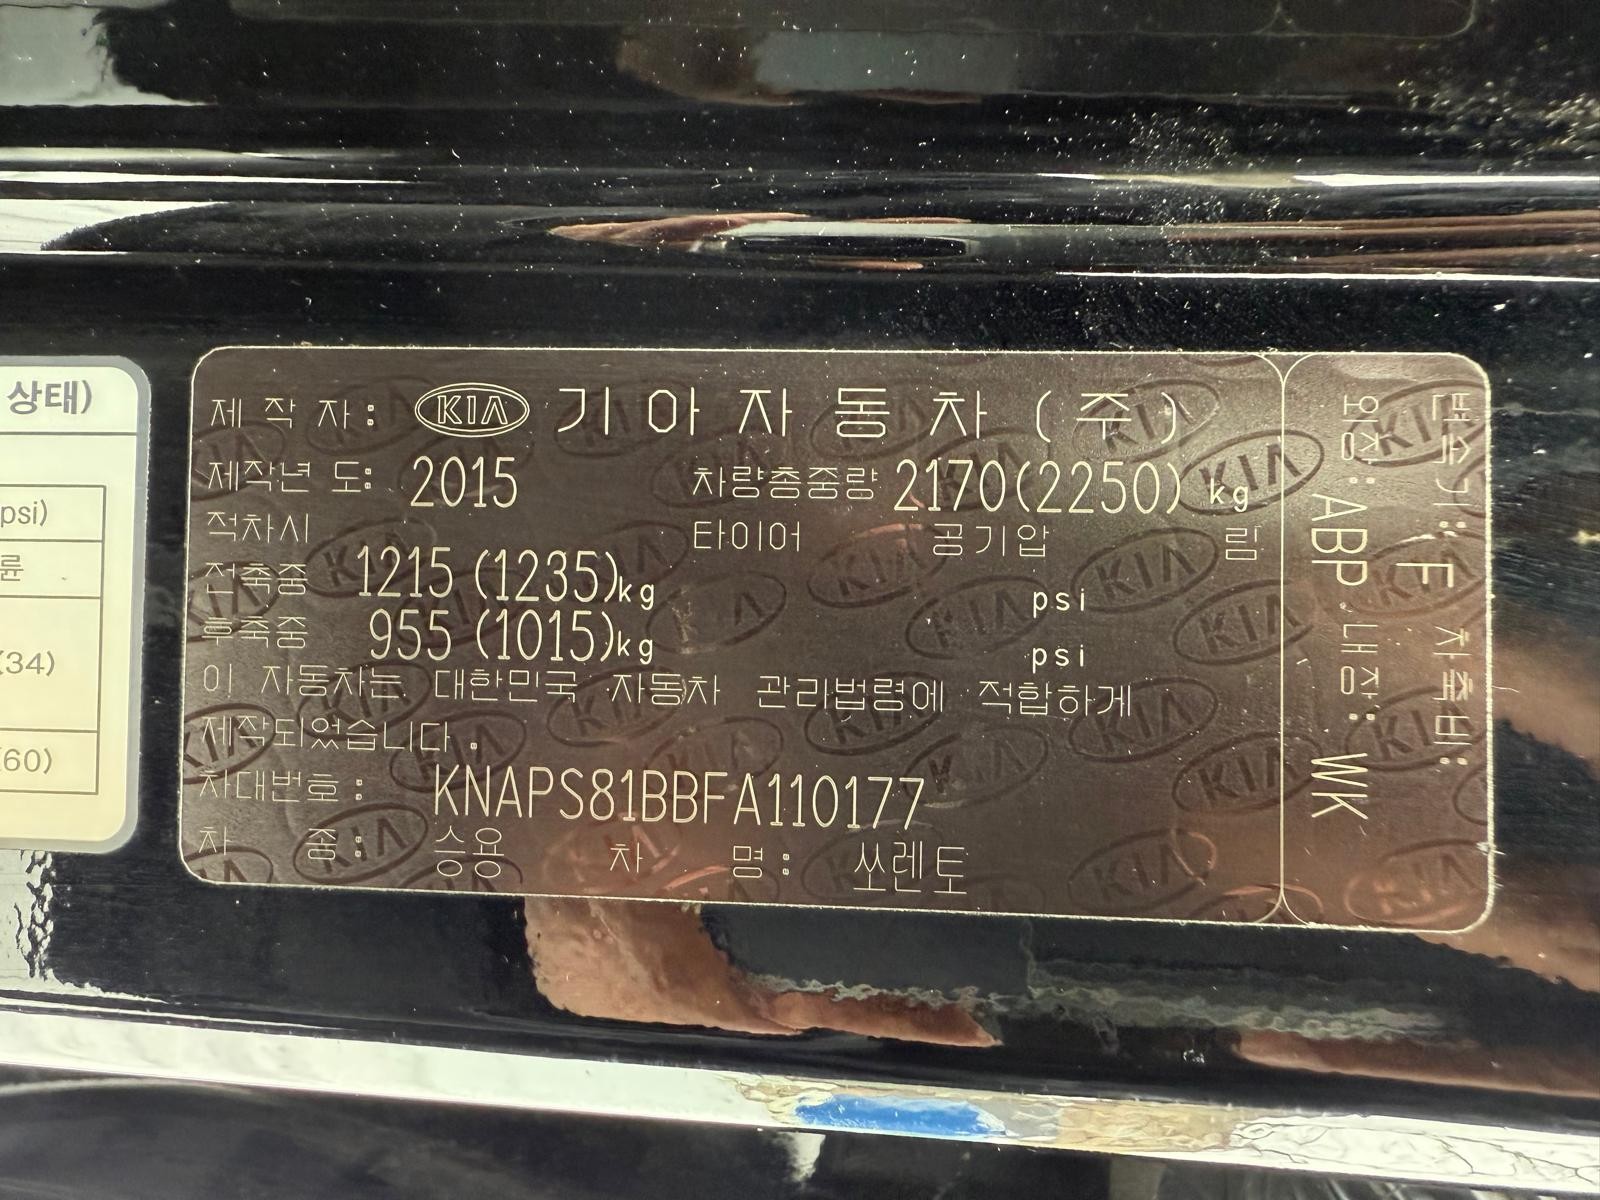 상태)
psi)
륜
(34)
(60)
제 작 자: KIA 기아자동차(주)
제작년 도: 2015 차량총중량 2170(2250) kg
적차시 타이어 공기압 림
전축중 1215 (1235)kg psi
후축중 955 (1015)kg psi
이 자동차는 대한민국 자동차 관리법령에 적합하게
제작되었습니다.
차대번호: KNAPS81BBFA110177
차 종: 승용 차 명: 쏘렌토
변속기: F 차축비:
외장: ABP 내장: WK